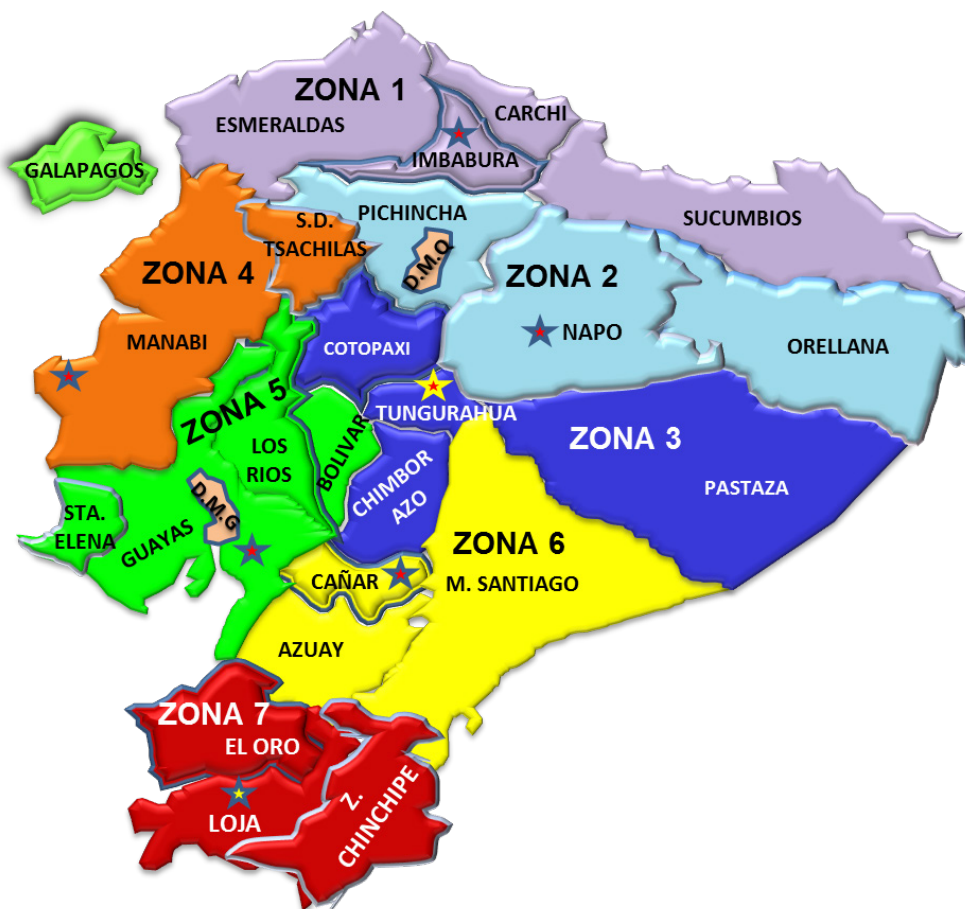 ZONA 1
ESMERALDAS
CARCHI
IMBABURA
GALAPAGOS
SUCUMBIOS
PICHINCHA
S.D.
TSACHILAS
D.M.Q
ZONA 4
ZONA 2
NAPO
MANABI
COTOPAXI
ORELLANA
ZONA 5
TUNGURAHUA
LOS
RIOS
BOLIVAR
ZONA 3
CHIMBOR
AZO
PASTAZA
D.M.G
STA.
ELENA
GUAYAS
ZONA 6
CAÑAR
M. SANTIAGO
AZUAY
ZONA 7
EL ORO
LOJA
Z.
CHINCHIPE